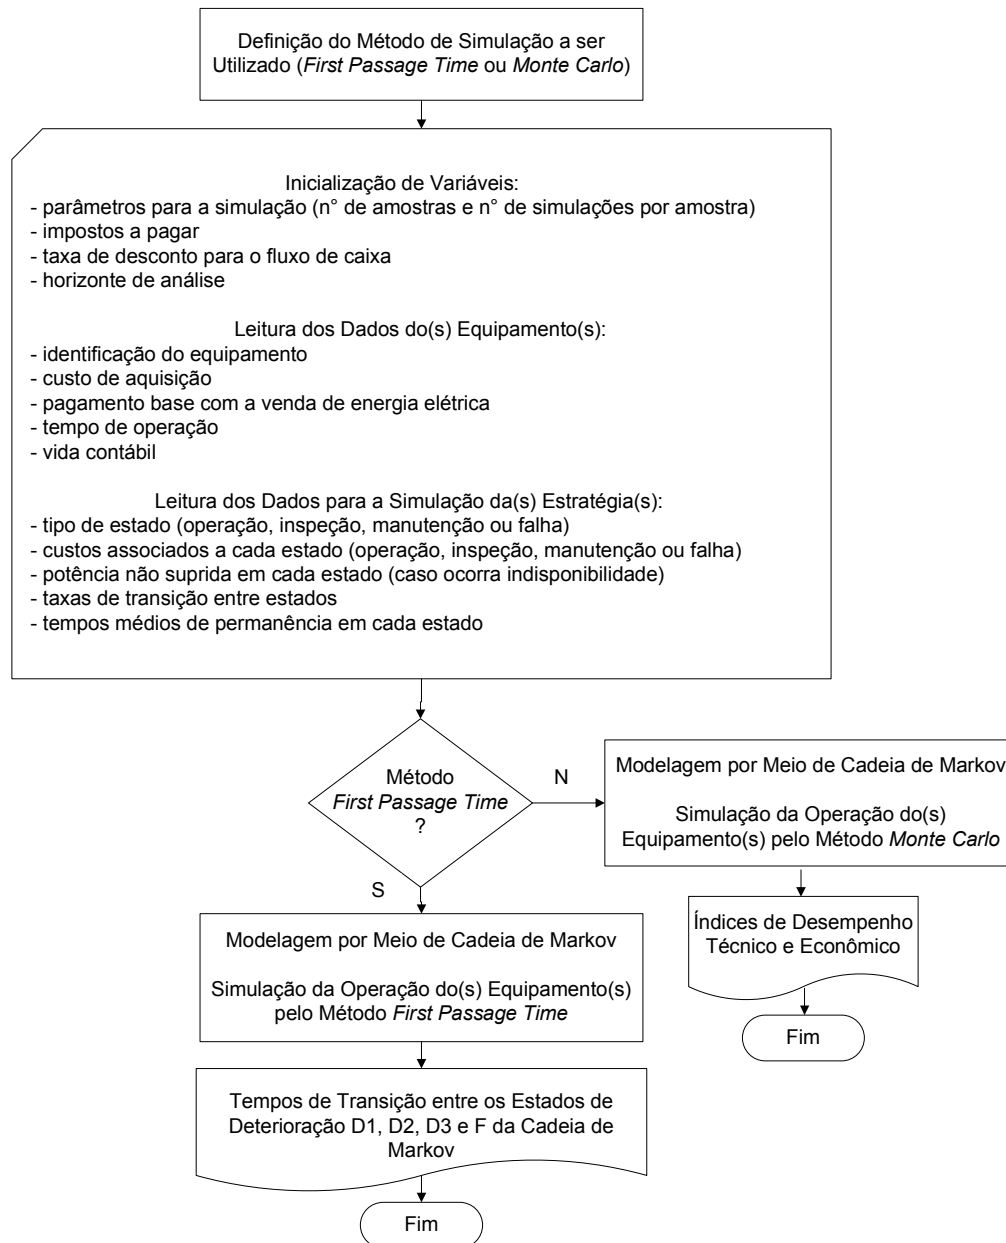 Definição do Método de Simulação a ser
Utilizado (First Passage Time ou Monte Carlo)
Inicialização de Variáveis:
- parâmetros para a simulação (n° de amostras e n° de simulações por amostra)
- impostos a pagar
- taxa de desconto para o fluxo de caixa
- horizonte de análise
Leitura dos Dados do(s) Equipamento(s):
- identificação do equipamento
- custo de aquisição
- pagamento base com a venda de energia elétrica
- tempo de operação
- vida contábil
Leitura dos Dados para a Simulação da(s) Estratégia(s):
- tipo de estado (operação, inspeção, manutenção ou falha)
- custos associados a cada estado (operação, inspeção, manutenção ou falha)
- potência não suprida em cada estado (caso ocorra indisponibilidade)
- taxas de transição entre estados
- tempos médios de permanência em cada estado
Método
First Passage Time
?
N
Modelagem por Meio de Cadeia de Markov
Simulação da Operação do(s)
Equipamento(s) pelo Método Monte Carlo
Índices de Desempenho
Técnico e Econômico
Fim
S
Modelagem por Meio de Cadeia de Markov
Simulação da Operação do(s) Equipamento(s)
pelo Método First Passage Time
Tempos de Transição entre os Estados de
Deterioração D1, D2, D3 e F da Cadeia de
Markov
Fim